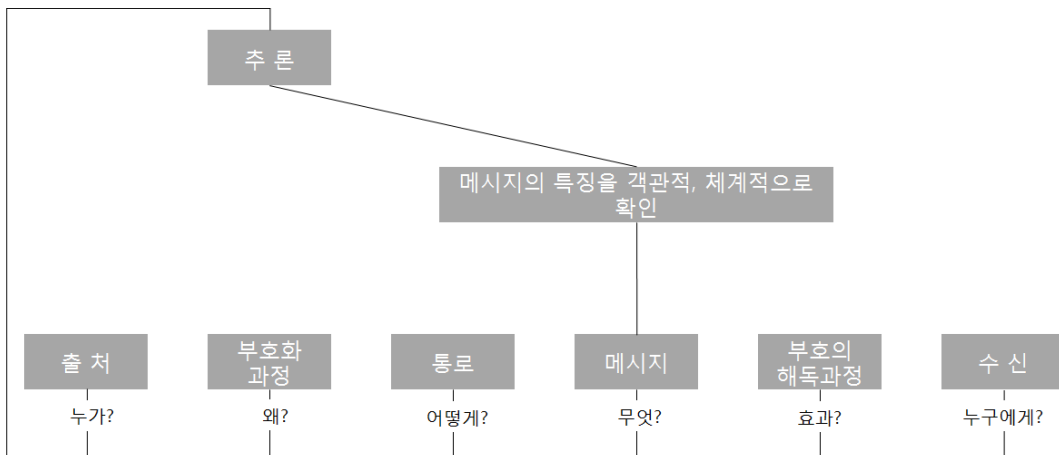 추 론
메시지의 특징을 객관적, 체계적으로
확인
출 처
부호화
과정
통로
메시지
부호의
해독과정
수 신
누가?
왜?
어떻게?
무엇?
효과?
누구에게?